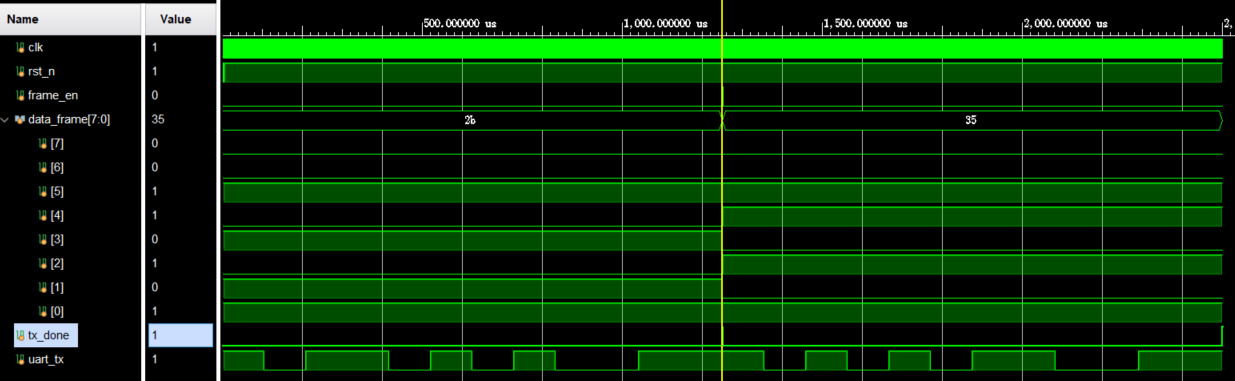 Name Value 500.000000 us 1,000.000000 us 1,500.000000 us 2,000.000000 us 2,
clk 1
rst_n 1
frame_en 0
data_frame[7:0] 35 2b 35
[7] 0
[6] 0
[5] 1
[4] 1
[3] 0
[2] 1
[1] 0
[0] 1
tx_done 1
uart_tx 1